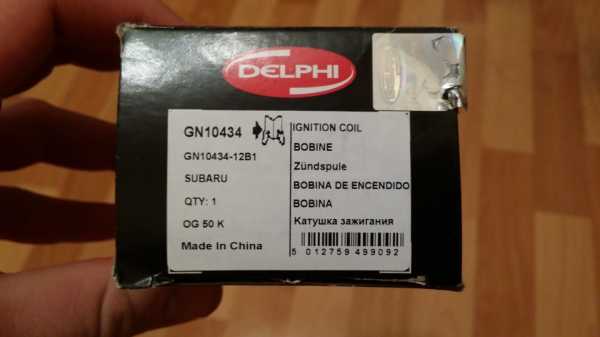 DELPHI
GN10434
GN10434-12B1
SUBARU
QTY: 1
OG 50 K
Made In China
IGNITION COIL
BOBINE
Zündspule
BOBINA DE ENCENDIDO
BOBINA
Катушка зажигания
5 012759 499092